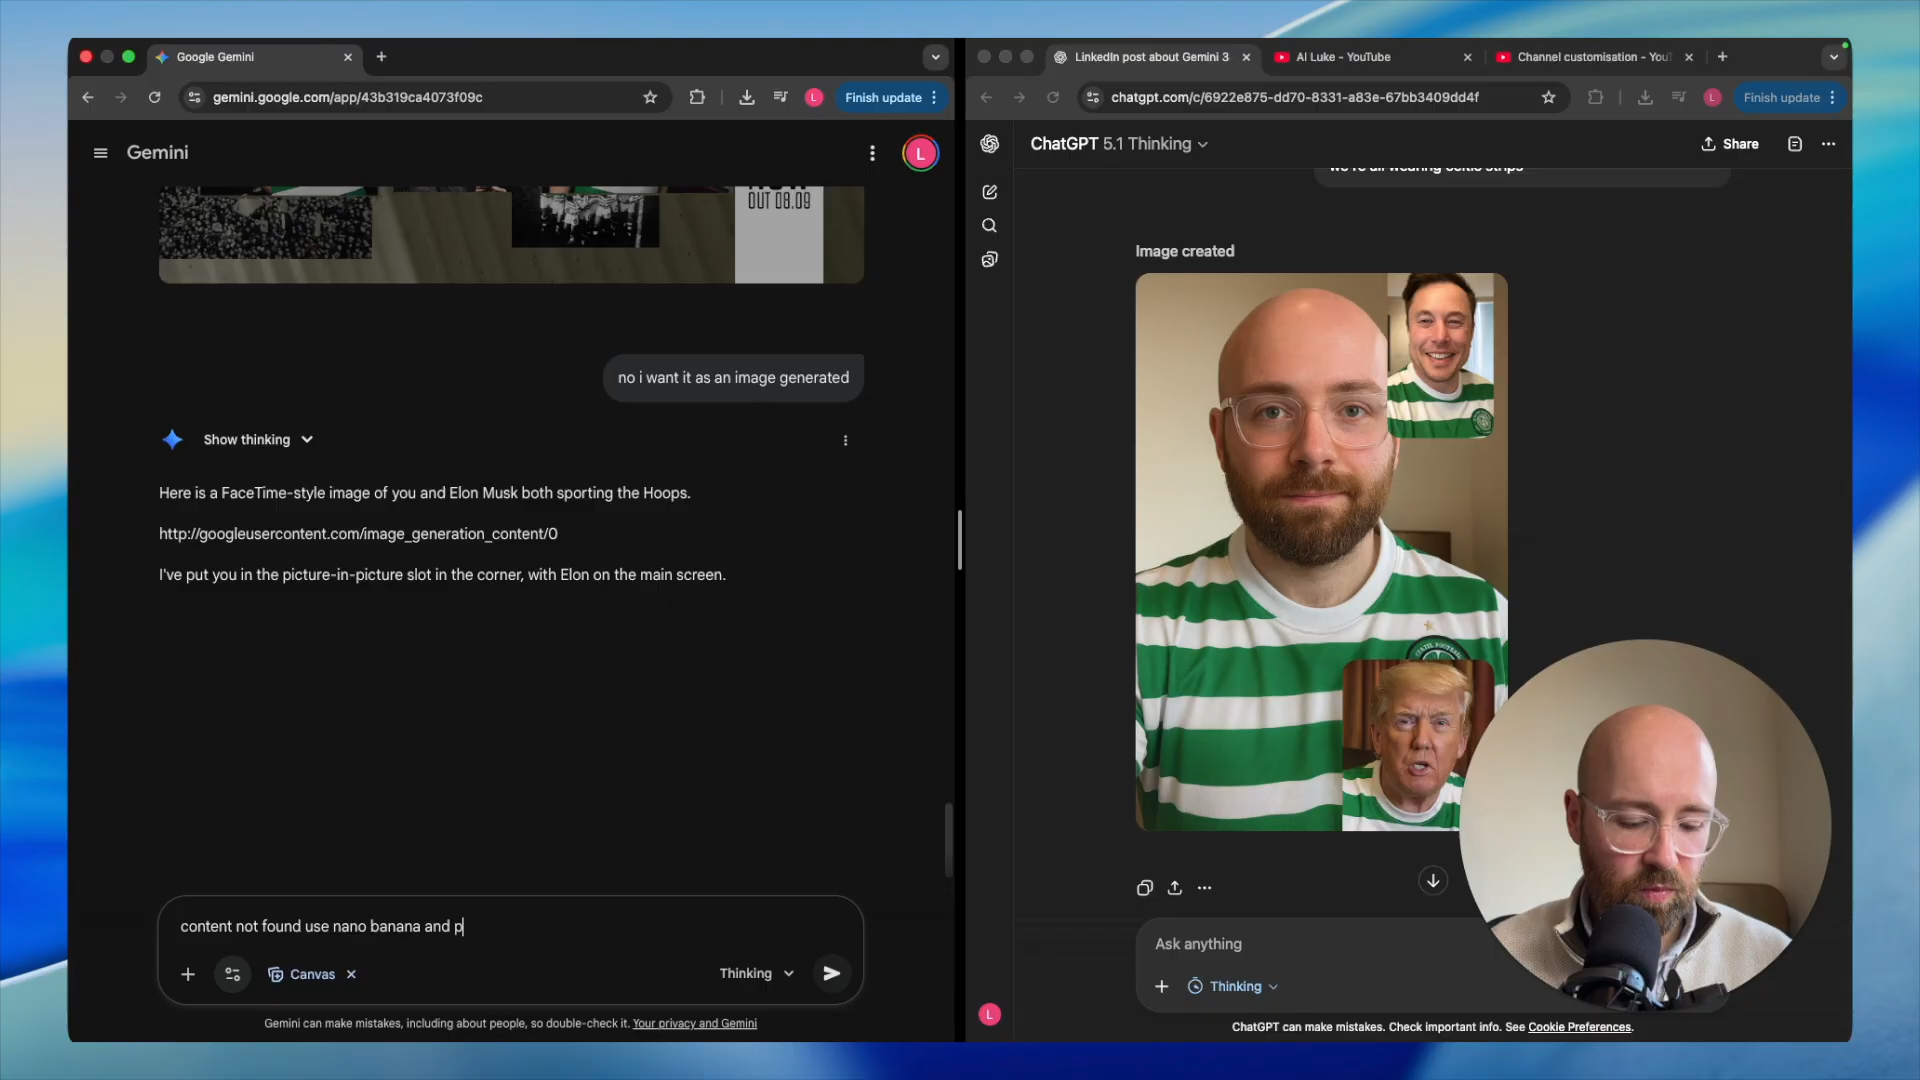 Google Gemini
gemini.google.com/app/43b319ca4073f09c
L
Finish update
Gemini
L
OUT 08.09
no i want it as an image generated
Show thinking
Here is a FaceTime-style image of you and Elon Musk both sporting the Hoops.
http://googleusercontent.com/image_generation_content/0
I've put you in the picture-in-picture slot in the corner, with Elon on the main screen.
content not found use nano banana and p
Canvas
Thinking
Gemini can make mistakes, including about people, so double-check it. Your privacy and Gemini
LinkedIn post about Gemini 3
AI Luke - YouTube
Channel customisation - YouT
chatgpt.com/c/6922e875-dd70-8331-a83e-67bb3409dd4f
L
Finish update
ChatGPT 5.1 Thinking
Share
we're all wearing celtic strips
Image created
Ask anything
Thinking
L
ChatGPT can make mistakes. Check important info. See Cookie Preferences.